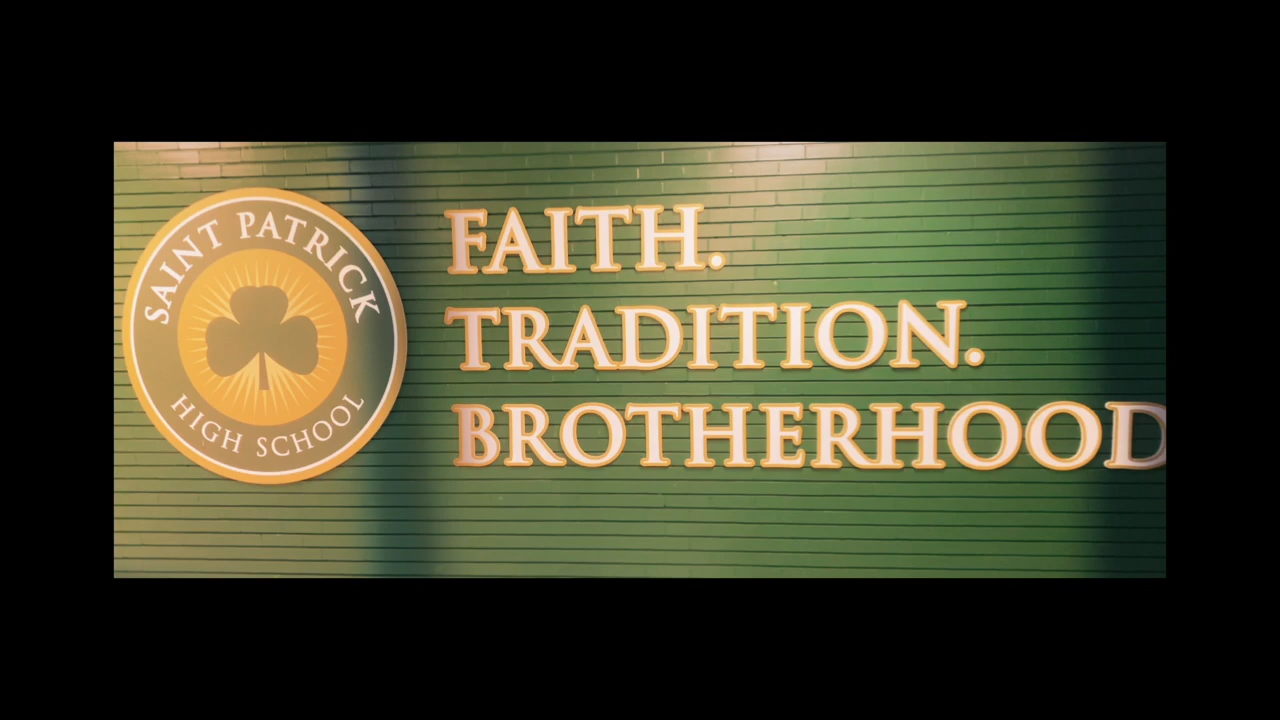 SAINT PATRICK
HIGH SCHOOL
FAITH.
TRADITION.
BROTHERHOOD